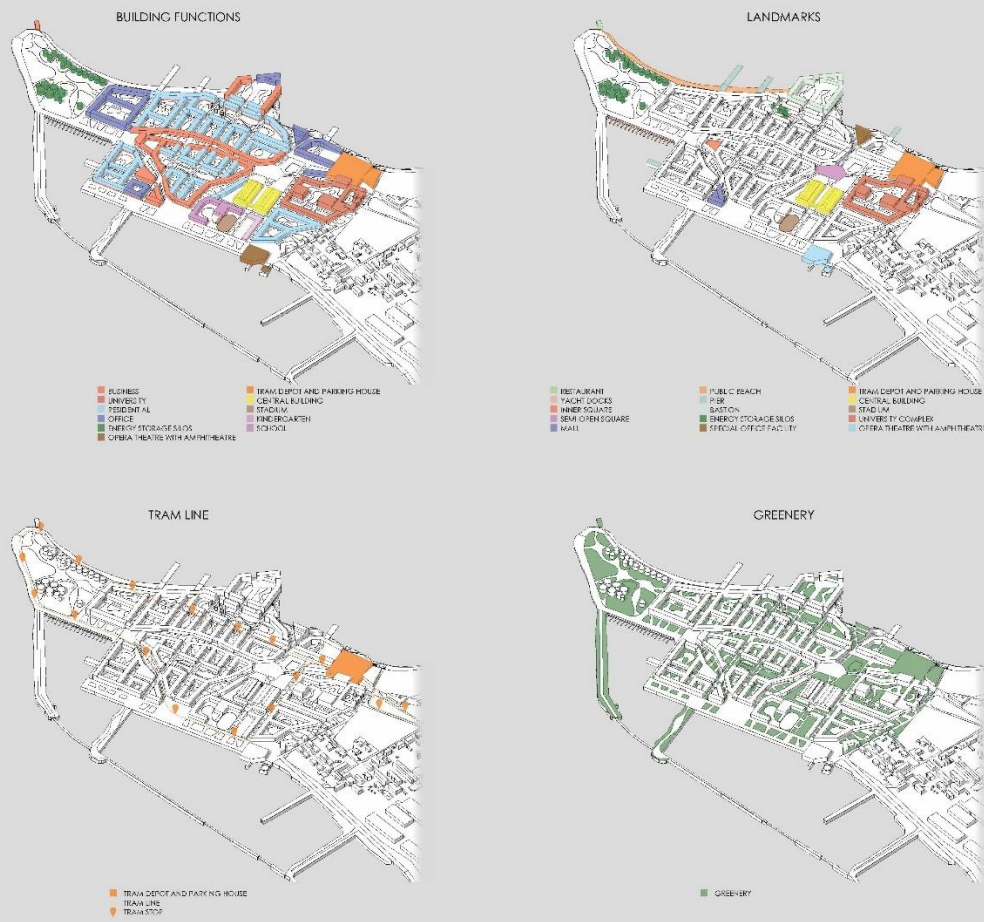 BUILDING FUNCTIONS
BUSINESS
UNIVERSITY
RESIDENTIAL
OFFICE
ENERGY STORAGE SILOS
OPERA THEATRE WITH AMPHITHEATRE
TRAM DEPOT AND PARKING HOUSE
CENTRAL BUILDING
STADIUM
KINDERGARTEN
SCHOOL
LANDMARKS
RESTAURANT
YACHT DOCKS
INNER SQUARE
SEMI OPEN SQUARE
MALL
PUBLIC BEACH
PIER
BASTION
ENERGY STORAGE SILOS
SPECIAL OFFICE FACILITY
TRAM DEPOT AND PARKING HOUSE
CENTRAL BUILDING
STADIUM
UNIVERSITY COMPLEX
OPERA THEATRE WITH AMPHITHEATRE
TRAM LINE
TRAM DEPOT AND PARKING HOUSE
TRAM LINE
TRAM STOP
GREENERY
GREENERY